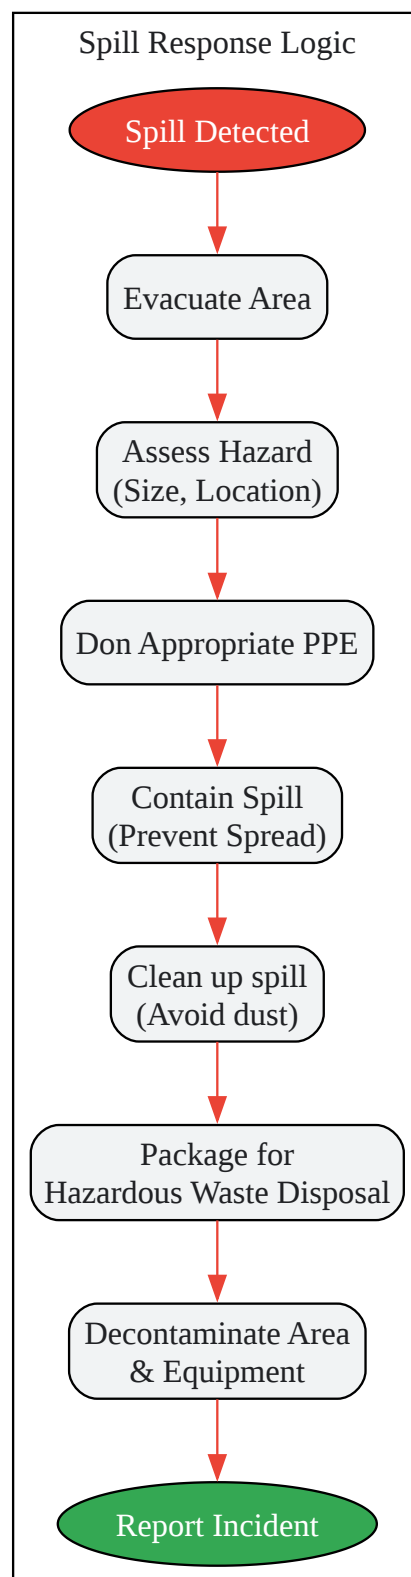 Spill Response Logic
Spill Detected
Evacuate Area
Assess Hazard
(Size, Location)
Don Appropriate PPE
Contain Spill
(Prevent Spread)
Clean up spill
(Avoid dust)
Package for
Hazardous Waste Disposal
Decontaminate Area
& Equipment
Report Incident